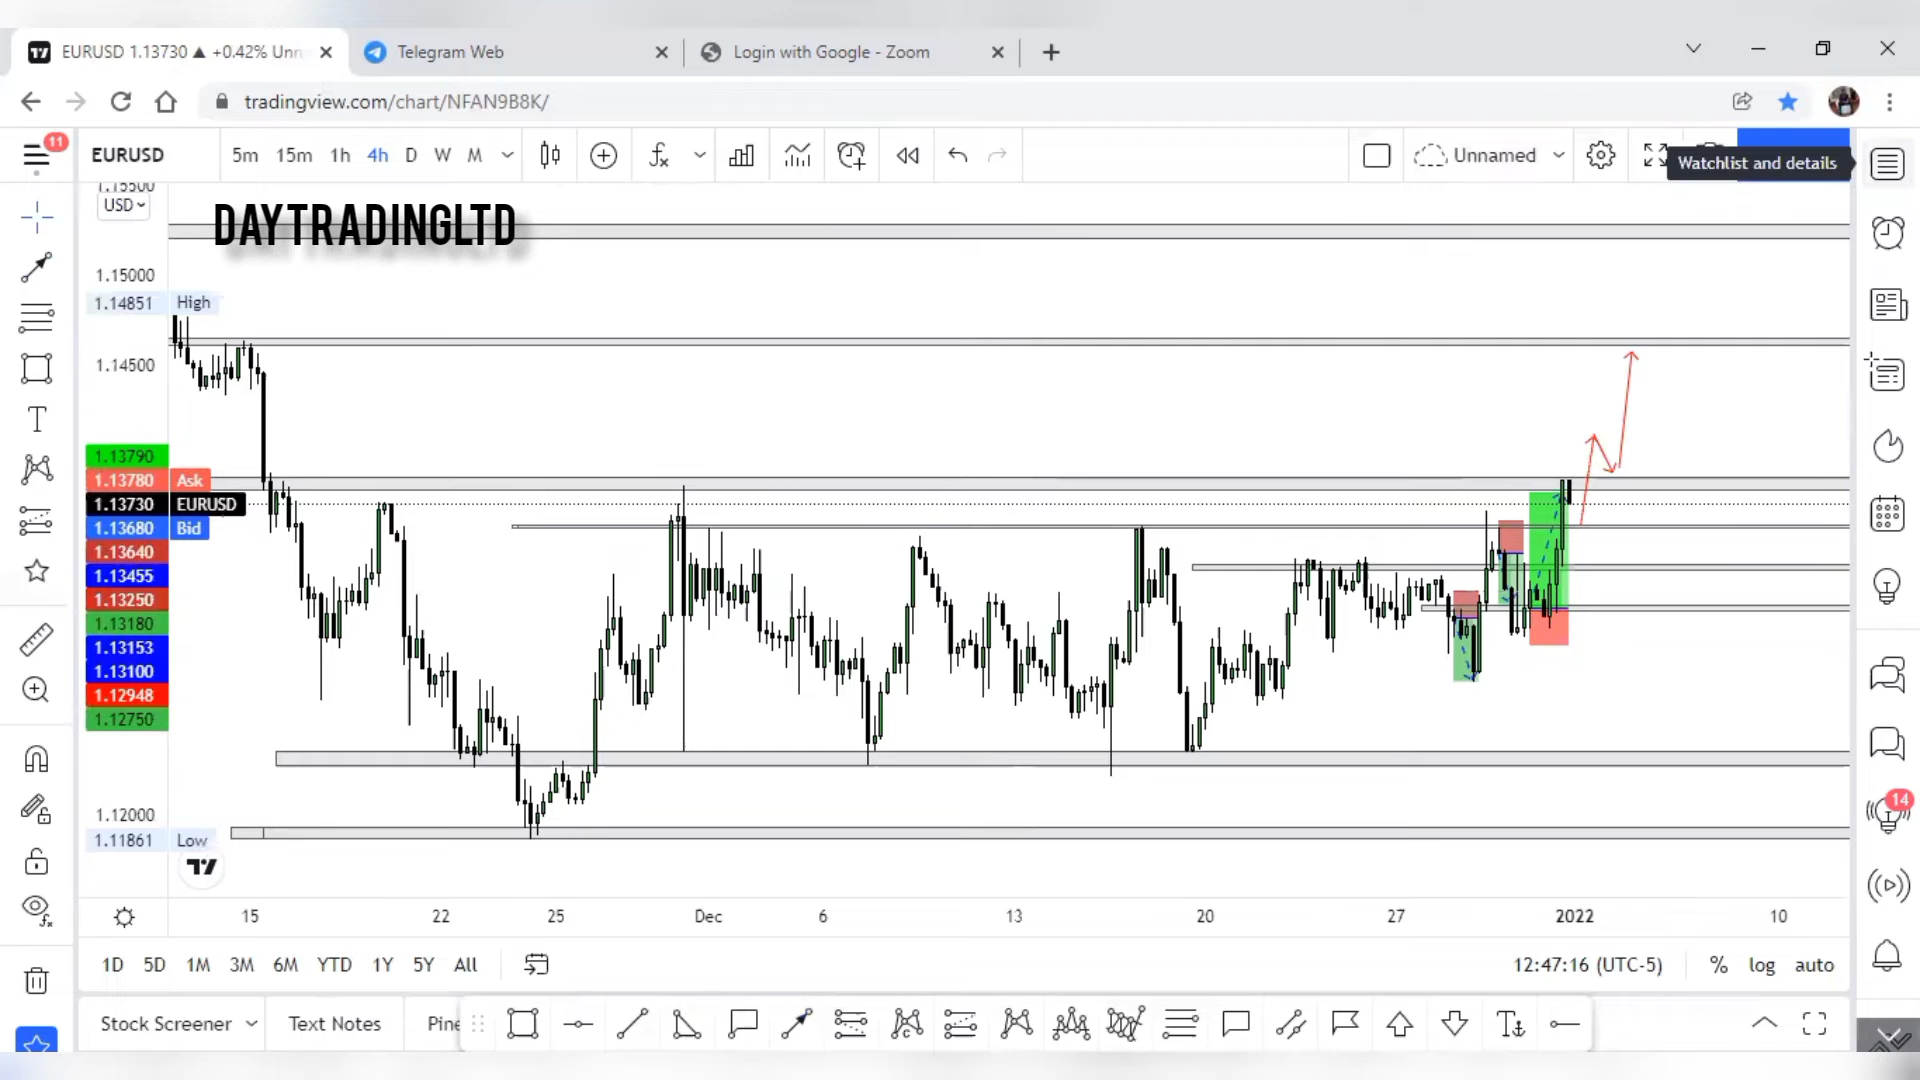 EURUSD 1.13730 ▲ +0.42% Unn
Telegram Web
Login with Google - Zoom
tradingview.com/chart/NFAN9B8K/
11
EURUSD 5m 15m 1h 4h D W M
Unnamed
Watchlist and details
1.15500
USD
DAYTRADINGLTD
1.15000
1.14851 High
1.14500
1.13790
1.13780 Ask
1.13730 EURUSD
1.13680 Bid
1.13640
1.13455
1.13250
1.13180
1.13153
1.13100
1.12948
1.12750
14
1.12000
1.11861 Low
15 22 25 Dec 6 13 20 27 2022 10
1D 5D 1M 3M 6M YTD 1Y 5Y All
12:47:16 (UTC-5) % log auto
Stock Screener Text Notes Pine